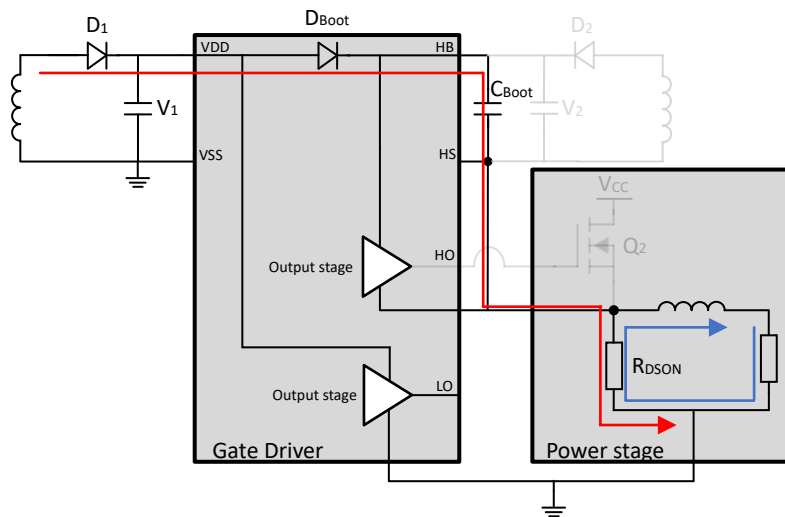 D1
DBoot
D2
VDD
HB
V1
CBoot
V2
VSS
HS
VCC
Output stage
HO
Q2
Output stage
LO
RDSON
Gate Driver
Power stage